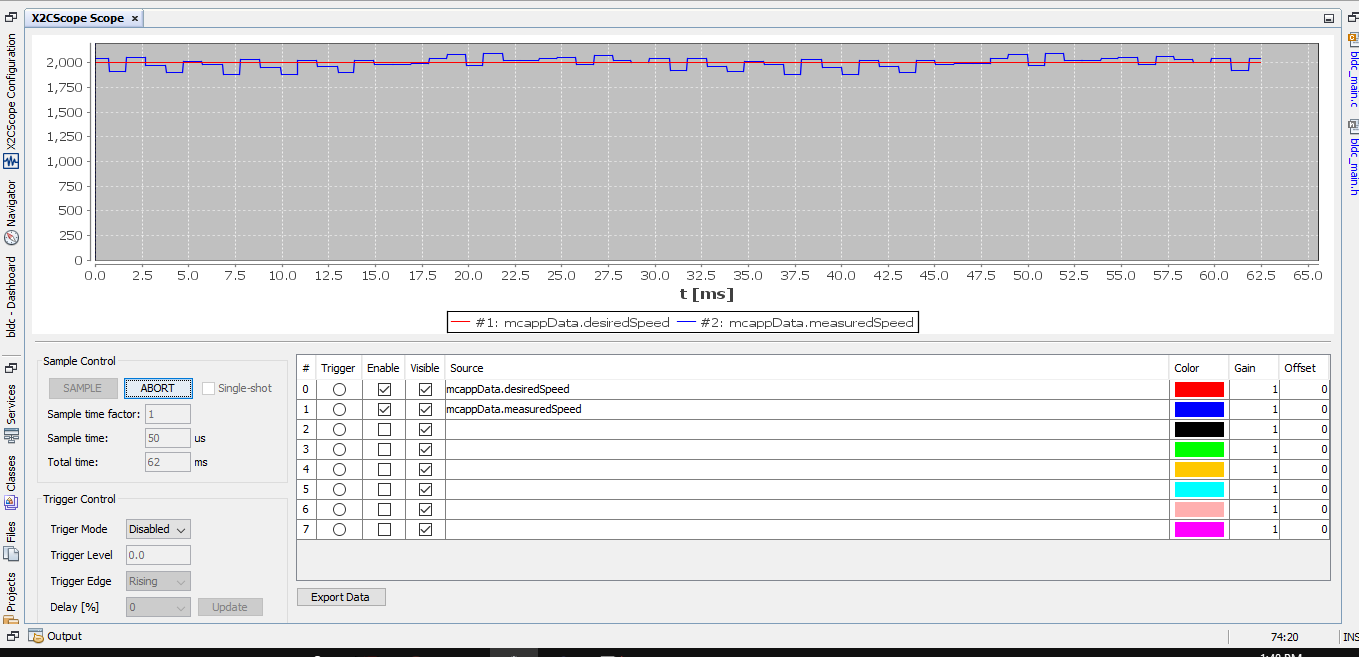 X2CScope Scope ×
X2CScope Configuration
Navigator
bldc - Dashboard
Services
Classes
Files
Projects
2,000
1,750
1,500
1,250
1,000
750
500
250
0
0.0 2.5 5.0 7.5 10.0 12.5 15.0 17.5 20.0 22.5 25.0 27.5 30.0 32.5 35.0 37.5 40.0 42.5 45.0 47.5 50.0 52.5 55.0 57.5 60.0 62.5 65.0
t [ms]
#1: mcappData.desiredSpeed #2: mcappData.measuredSpeed
bldc_main.c
bldc_main.h
Sample Control
SAMPLE ABORT Single-shot
Sample time factor: 1
Sample time: 50 us
Total time: 62 ms
Trigger Control
Triger Mode Disabled
Trigger Level 0.0
Trigger Edge Rising
Delay [%] 0 Update
# Trigger Enable Visible Source Color Gain Offset
0 mcappData.desiredSpeed 1 0
1 mcappData.measuredSpeed 1 0
2 1 0
3 1 0
4 1 0
5 1 0
6 1 0
7 1 0
Export Data
Output
74:20 INS